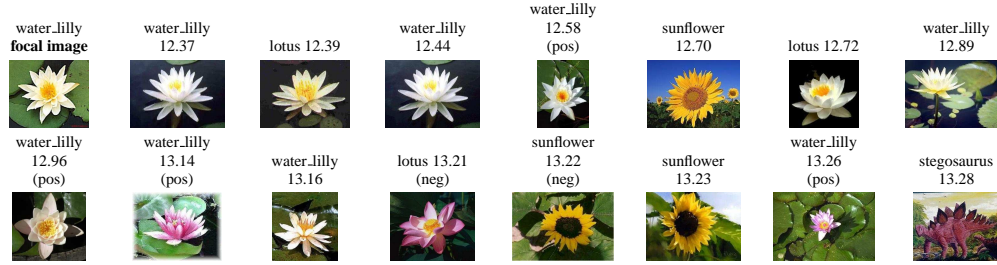 water_lilly
focal image
water_lilly
12.37
lotus 12.39
water_lilly
12.44
water_lilly
12.58
(pos)
sunflower
12.70
lotus 12.72
water_lilly
12.89
water_lilly
12.96
(pos)
water_lilly
13.14
(pos)
water_lilly
13.16
lotus 13.21
(neg)
sunflower
13.22
(neg)
sunflower
13.23
water_lilly
13.26
(pos)
stegosaurus
13.28